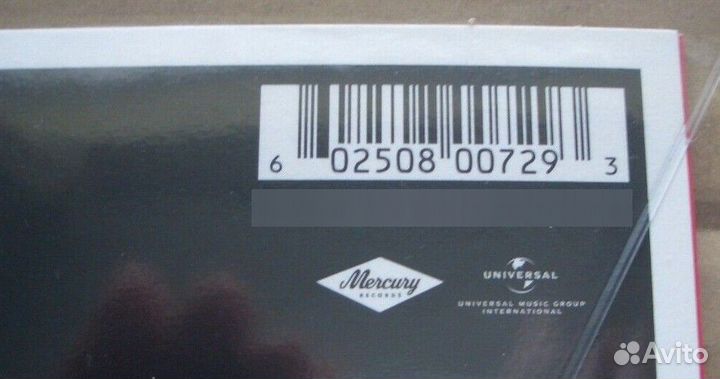 6 02508 00729 3
Mercury
RECORDS
UNIVERSAL
UNIVERSAL MUSIC GROUP
INTERNATIONAL
Avito